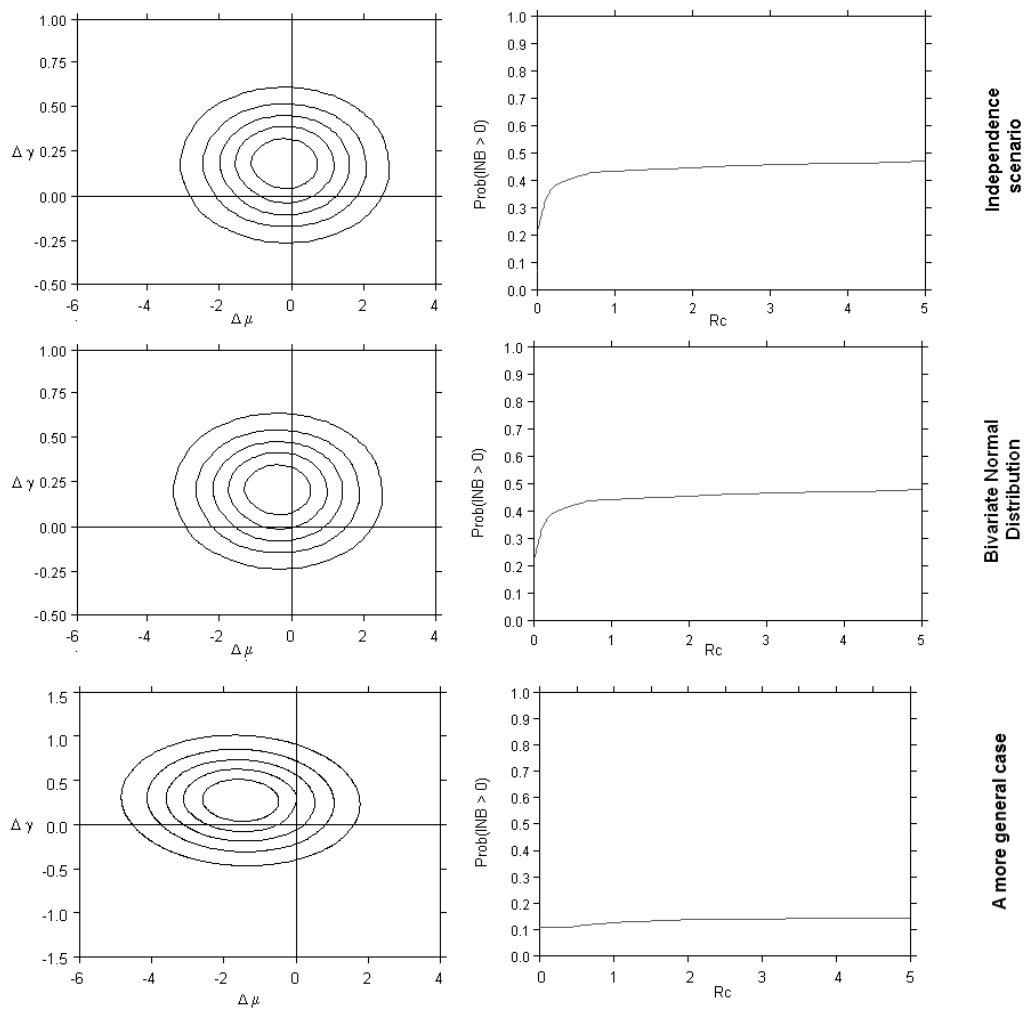 1.00
0.75
0.50
0.25
0.00
-0.25
-0.50
Δ γ
-6 -4 -2 0 2 4
Δ μ
1.0
0.9
0.8
0.7
0.6
0.5
0.4
0.3
0.2
0.1
0.0
Prob(INB > 0)
0 1 2 3 4 5
Rc
Independence
scenario
1.00
0.75
0.50
0.25
0.00
-0.25
-0.50
Δ γ
-6 -4 -2 0 2 4
Δ μ
1.0
0.9
0.8
0.7
0.6
0.5
0.4
0.3
0.2
0.1
0.0
Prob(INB > 0)
0 1 2 3 4 5
Rc
Bivariate Normal
Distribution
1.5
1.0
0.5
0.0
-0.5
-1.0
-1.5
Δ γ
-6 -4 -2 0 2 4
Δ μ
1.0
0.9
0.8
0.7
0.6
0.5
0.4
0.3
0.2
0.1
0.0
Prob(INB > 0)
0 1 2 3 4 5
Rc
A more general case